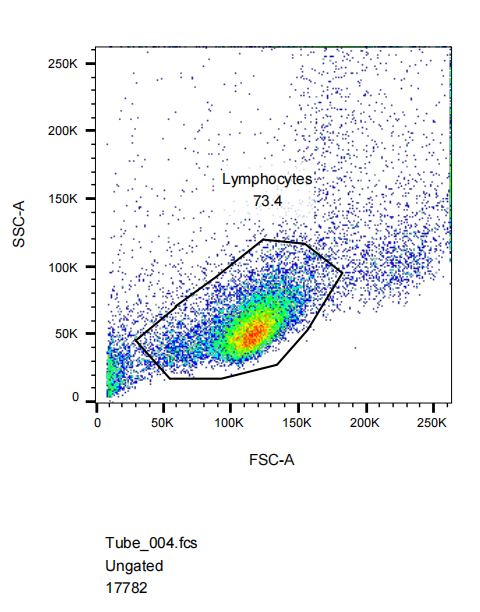 250K
200K
150K
100K
50K
0
SSC-A
Lymphocytes
73.4
0 50K 100K 150K 200K 250K
FSC-A
Tube_004.fcs
Ungated
17782